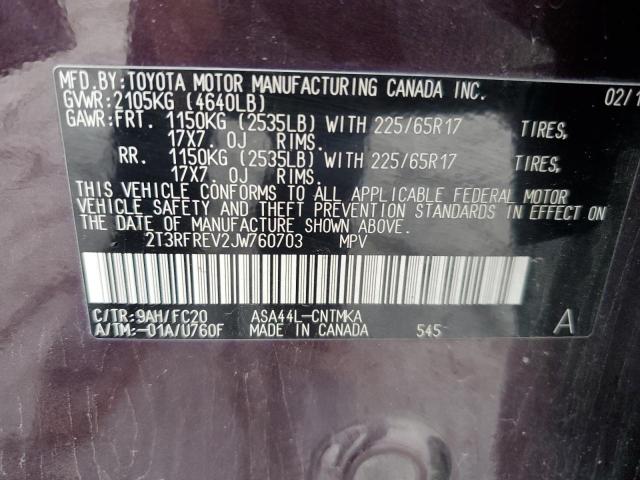 MFD.BY:TOYOTA MOTOR MANUFACTURING CANADA INC. 02/1
GVWR:2105KG (4640LB)
GAWR:FRT. 1150KG (2535LB) WITH 225/65R17 TIRES,
17X7. 0J RIMS.
RR. 1150KG (2535LB) WITH 225/65R17 TIRES,
17X7. 0J RIMS.
THIS VEHICLE CONFORMS TO ALL APPLICABLE FEDERAL MOTOR
VEHICLE SAFETY AND THEFT PREVENTION STANDARDS IN EFFECT ON
THE DATE OF MANUFACTURE SHOWN ABOVE.
2T3RFREV2JW760703 MPV
C/TR:9AH/FC20 ASA44L-CNTMKA
A/TM:-01A/U760F MADE IN CANADA 545 A